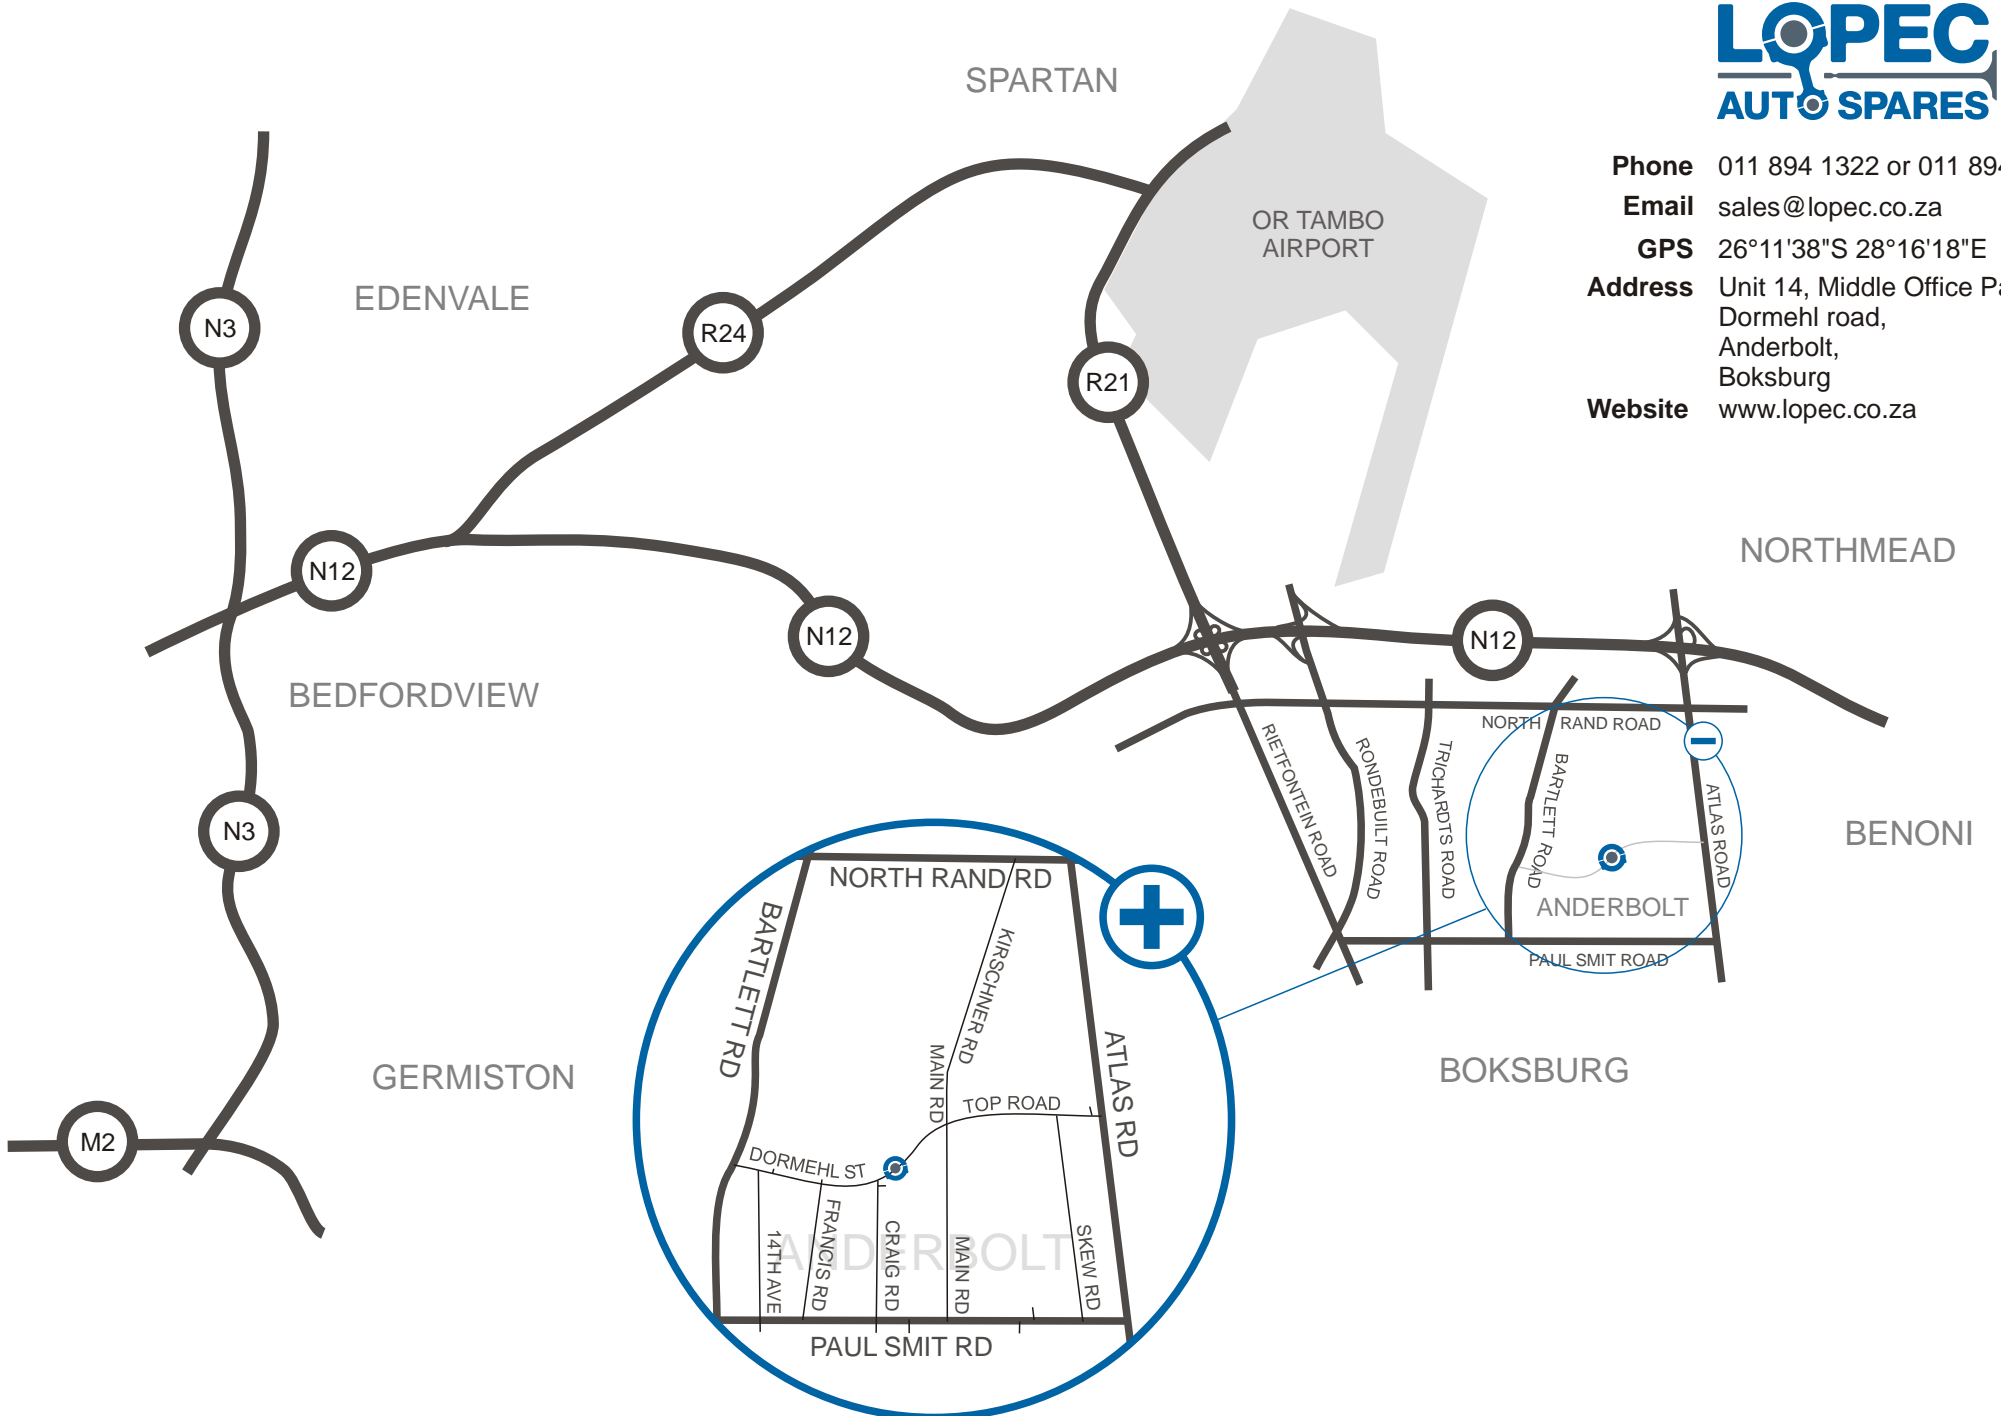 LOPEC
AUTO SPARES
Phone 011 894 1322 or 011 894
Email sales@lopec.co.za
GPS 26°11'38"S 28°16'18"E
Address Unit 14, Middle Office
Dormehl road,
Anderbolt,
Boksburg
Website www.lopec.co.za
SPARTAN
OR TAMBO
AIRPORT
EDENVALE
N3
R24
R21
NORTHMEAD
N12
N12
N12
BEDFORDVIEW
NORTH RAND ROAD
RIETFONTEIN ROAD
RONDEBUILT ROAD
TRICHARDTS ROAD
BARTLETT ROAD
ATLAS ROAD
BENONI
N3
ANDERBOLT
PAUL SMIT ROAD
BOKSBURG
GERMISTON
M2
NORTH RAND RD
BARTLETT RD
KIRSCHNER RD
MAIN RD
TOP ROAD
ATLAS RD
DORMEHL ST
ANDERBOLT
14TH AVE
FRANCIS RD
CRAIG RD
MAIN RD
SKEW RD
PAUL SMIT RD